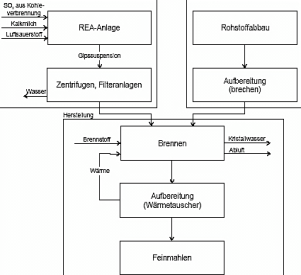 SO₂ aus Kohle-
verbrennung
Kalkmilch
Luftsauerstoff
REA-Anlage
Rohstoffabbau
Gipssuspension
Wasser
Zentrifugen, Filteranlagen
Aufbereitung
(brechen)
Herstellung
Brennstoff
Brennen
Kristallwasser
Abluft
Wärme
Aufbereitung
(Wärmetauscher)
Feinmahlen